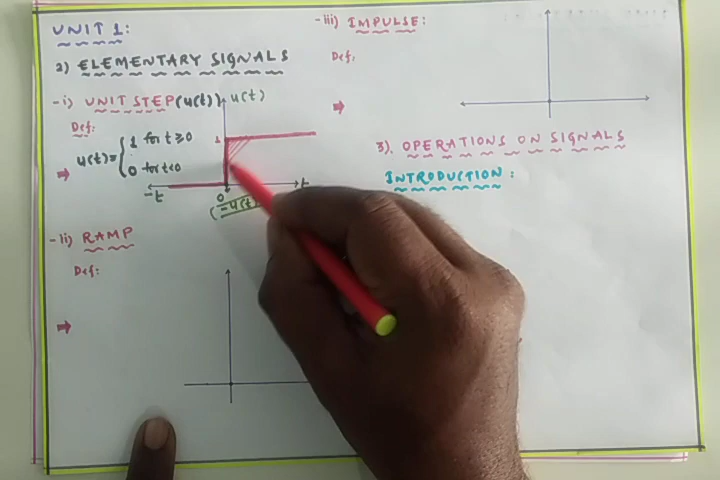 UNIT 1:
2) ELEMENTARY SIGNALS
-i) UNIT STEP(u(t))
Def:
u(t)= { 1 for t≥0
0 for t<0
⇒
u(t)
1
-t
0
t
(=u(t)
-ii) RAMP
Def:
⇒
-iii) IMPULSE:
Def:
⇒
3). OPERATIONS ON SIGNALS
INTRODUCTION: